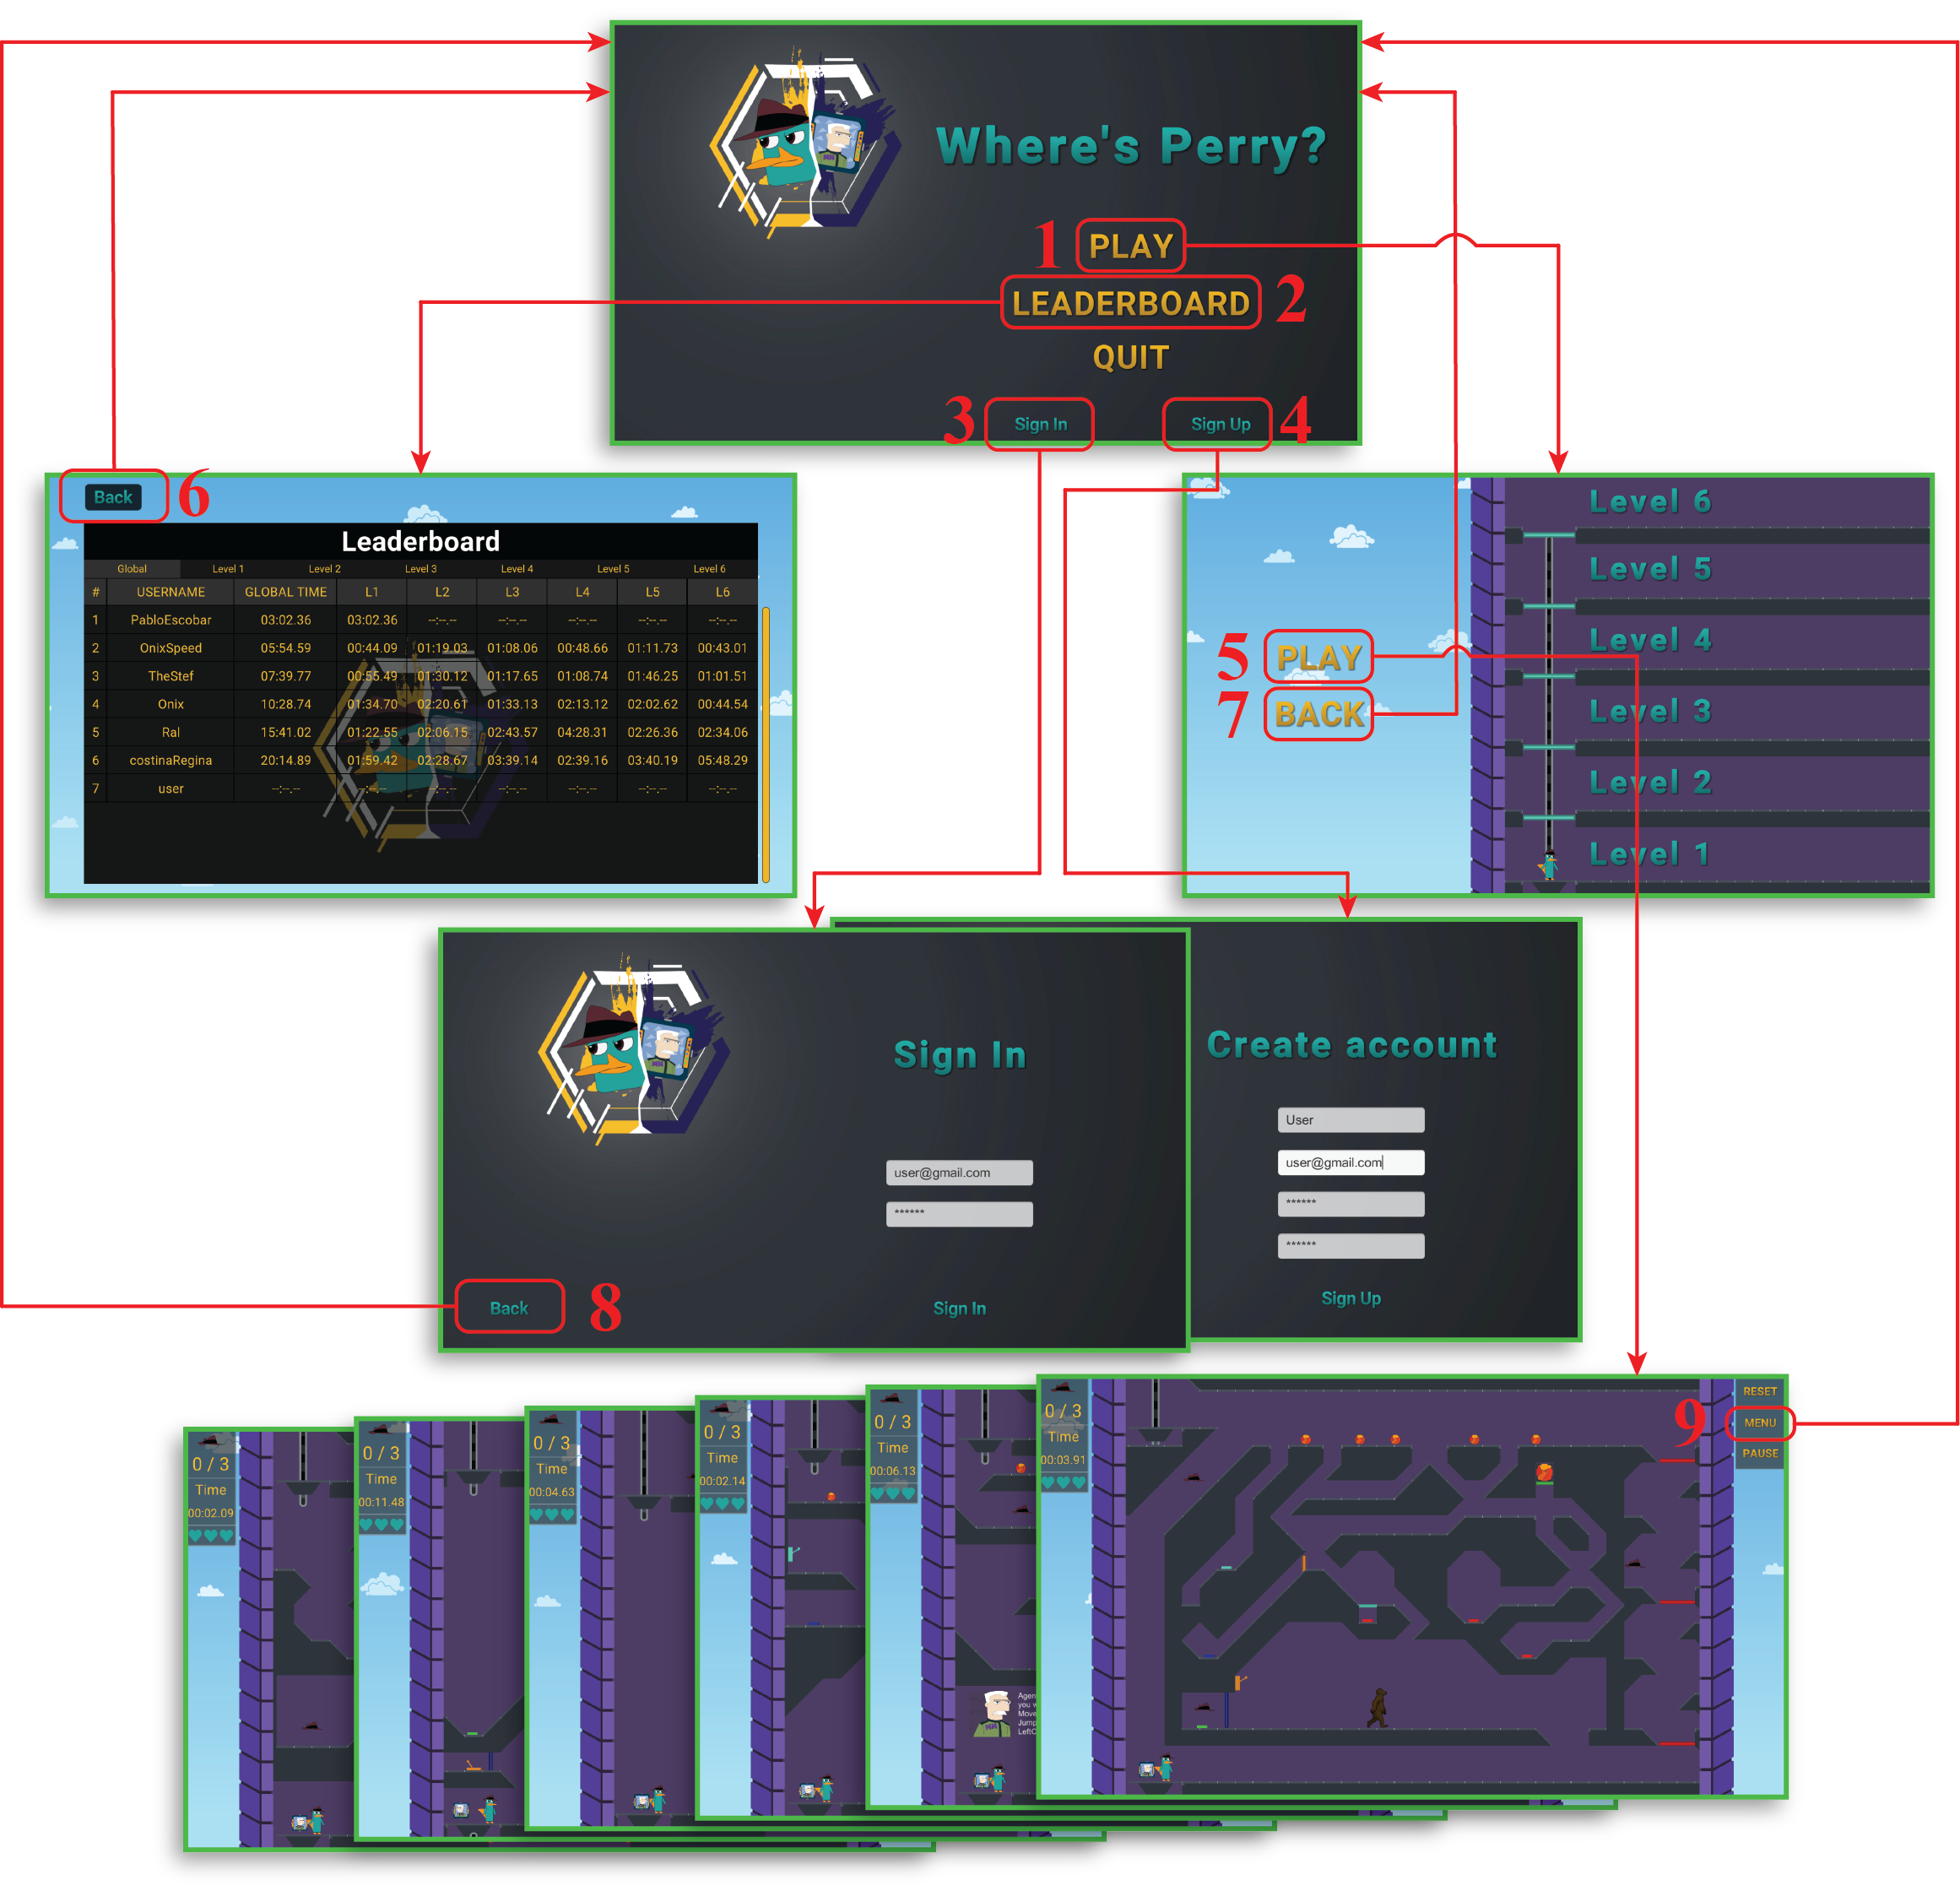 Where's Perry?
1 PLAY
LEADERBOARD 2
QUIT
3 Sign In
Sign Up 4
Back 6
Leaderboard
Global Level 1 Level 2 Level 3 Level 4 Level 5 Level 6
# USERNAME GLOBAL TIME L1 L2 L3 L4 L5 L6
1 PabloEscobar 03:02.36 03:02.36 --:--.-- --:--.-- --:--.-- --:--.-- --:--.--
2 OnixSpeed 05:54.59 00:44.09 01:19.03 01:08.06 00:48.66 01:11.73 00:43.01
3 TheStef 07:39.77 00:55.49 01:30.12 01:17.65 01:08.74 01:46.25 01:01.51
4 Onix 10:28.74 01:34.70 02:20.61 01:33.13 02:13.12 02:02.62 00:44.54
5 Ral 15:41.02 01:22.55 02:06.15 02:43.57 04:28.31 02:26.36 02:34.06
6 costinaRegina 20:14.89 01:59.42 02:28.67 03:39.14 02:39.16 03:40.19 05:48.29
7 user --:--.-- --:--.-- --:--.-- --:--.-- --:--.-- --:--.-- --:--.--
Level 6
Level 5
Level 4
5 PLAY
7 BACK
Level 3
Level 2
Level 1
Sign In
user@gmail.com
******
Back 8
Sign In
Create account
User
user@gmail.com
******
******
Sign Up
0 / 3
Time
00:02.09
0 / 3
Time
00:11.48
0 / 3
Time
00:04.63
0 / 3
Time
00:02.14
0 / 3
Time
00:06.13
Agen
you w
Move
Jump
LeftC
0 / 3
Time
00:03.91
RESET
9 MENU
PAUSE